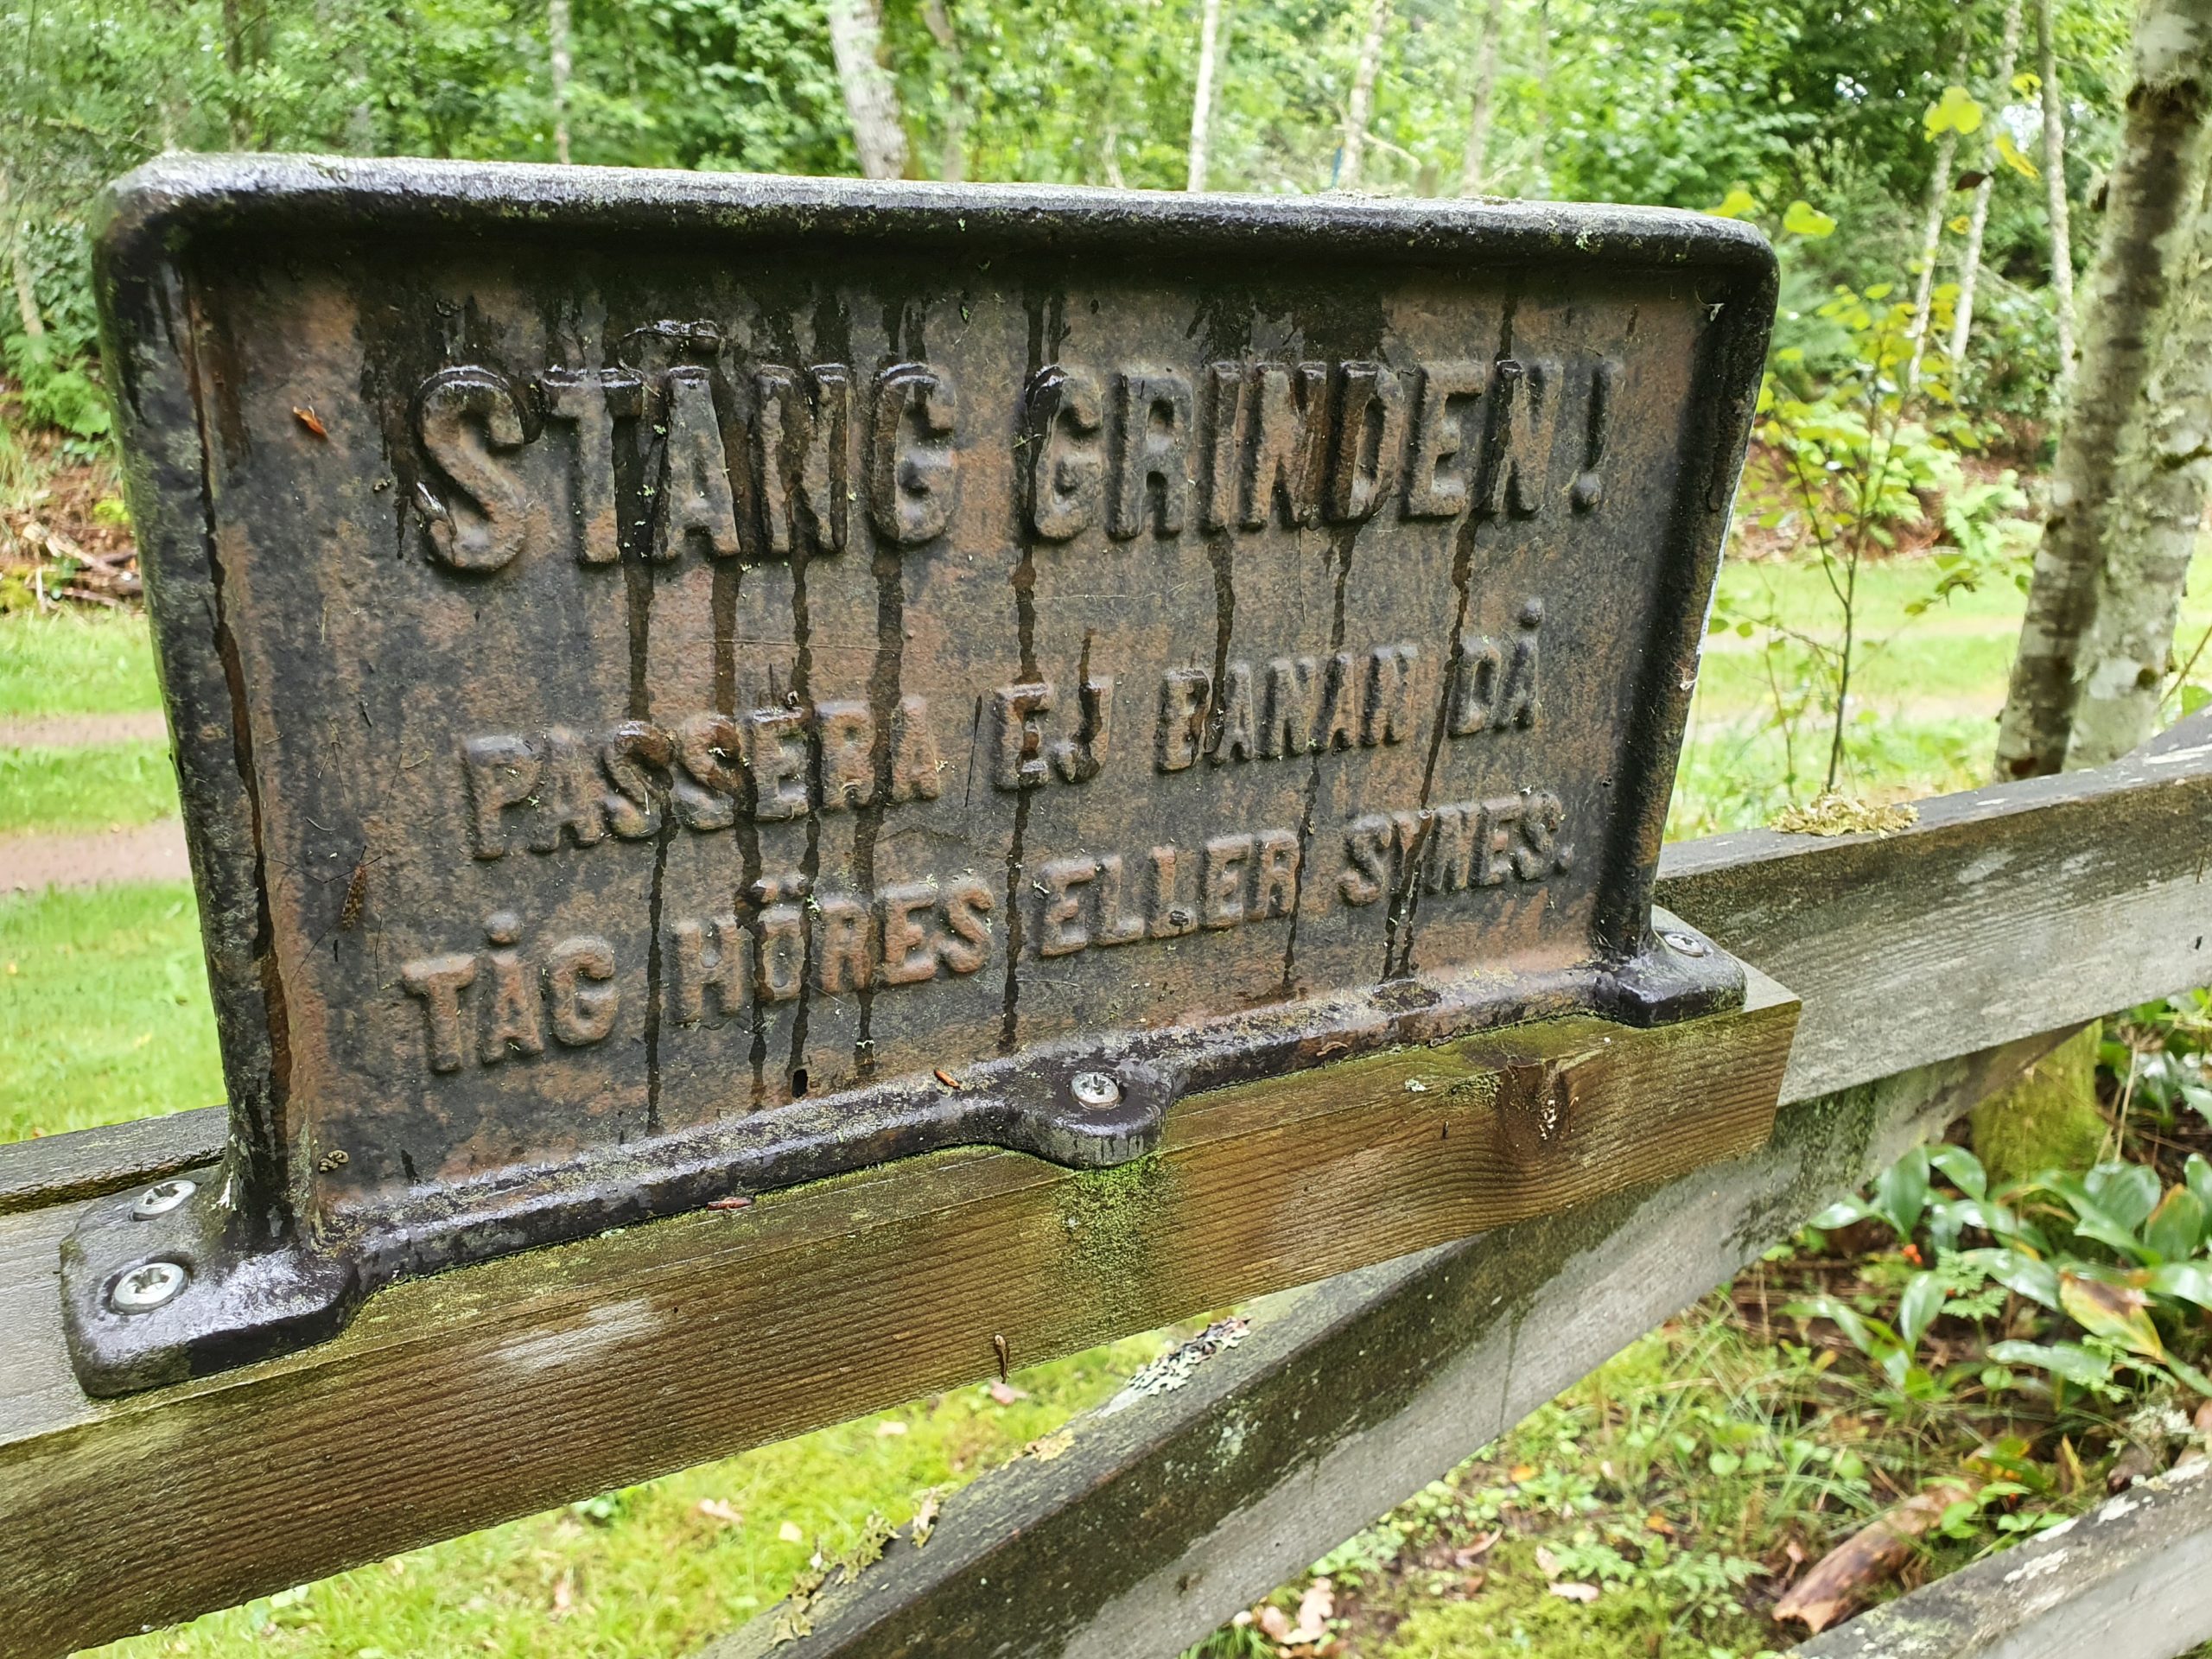 STÄNG GRINDEN!
PASSERA EJ BANAN DÅ
TÅG HÖRES ELLER SYNES.